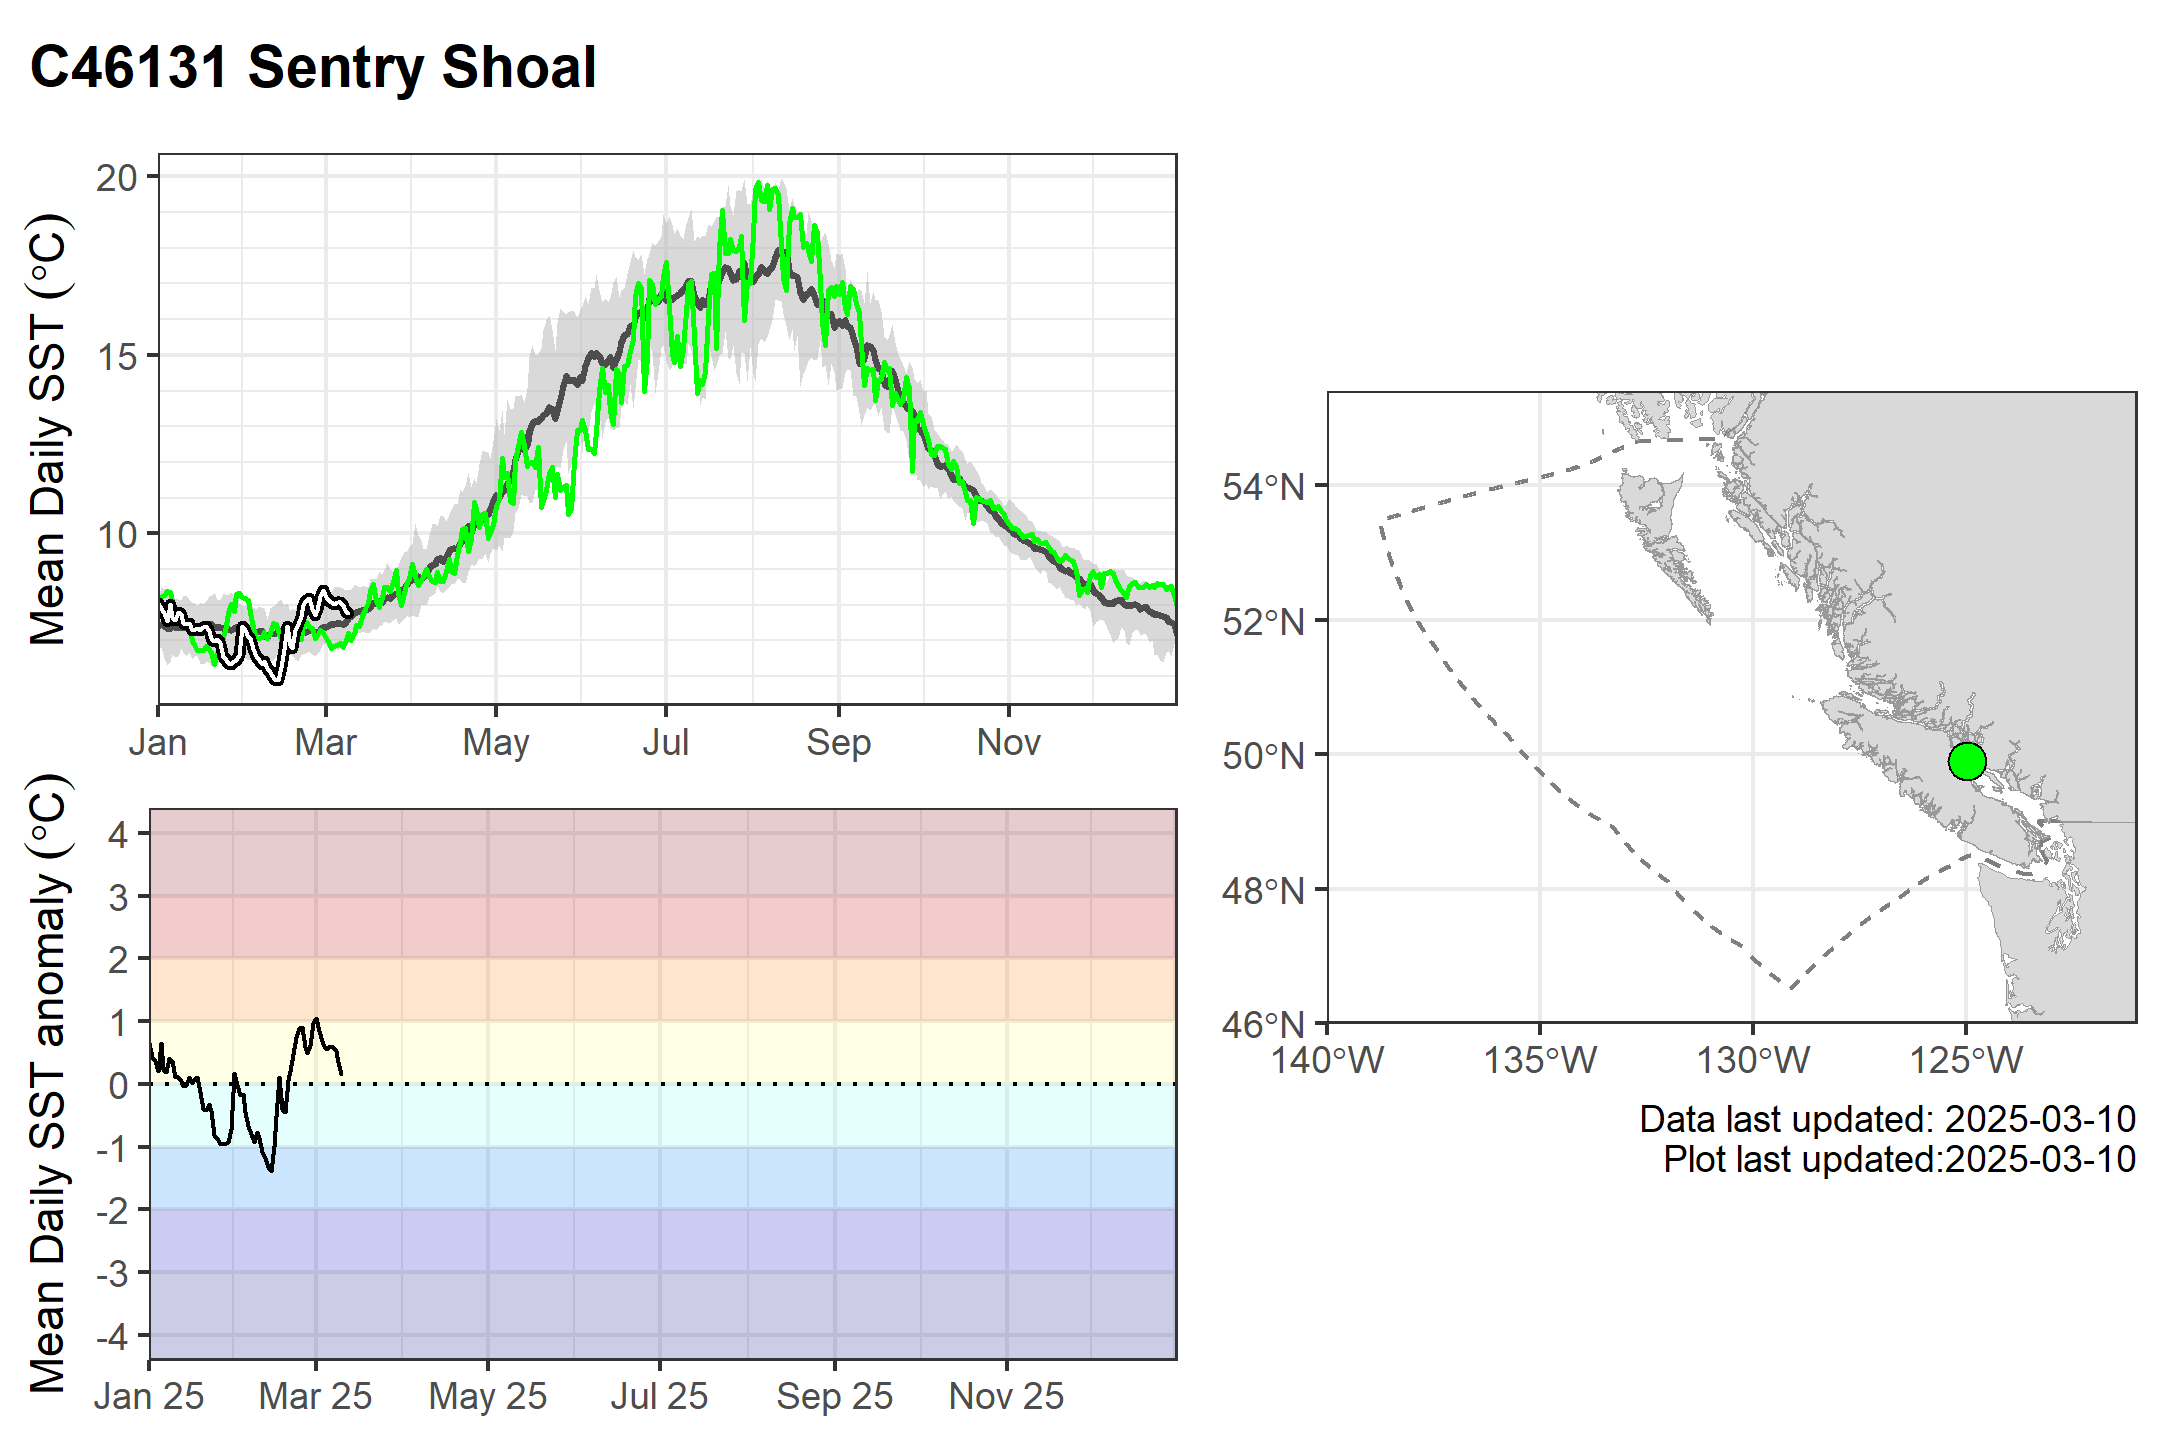 C46131 Sentry Shoal
Mean Daily SST (°C)
20
15
10
Jan Mar May Jul Sep Nov
Mean Daily SST anomaly (°C)
4
3
2
1
0
-1
-2
-3
-4
Jan 25 Mar 25 May 25 Jul 25 Sep 25 Nov 25
54°N
52°N
50°N
48°N
46°N
140°W 135°W 130°W 125°W
Data last updated: 2025-03-10
Plot last updated:2025-03-10